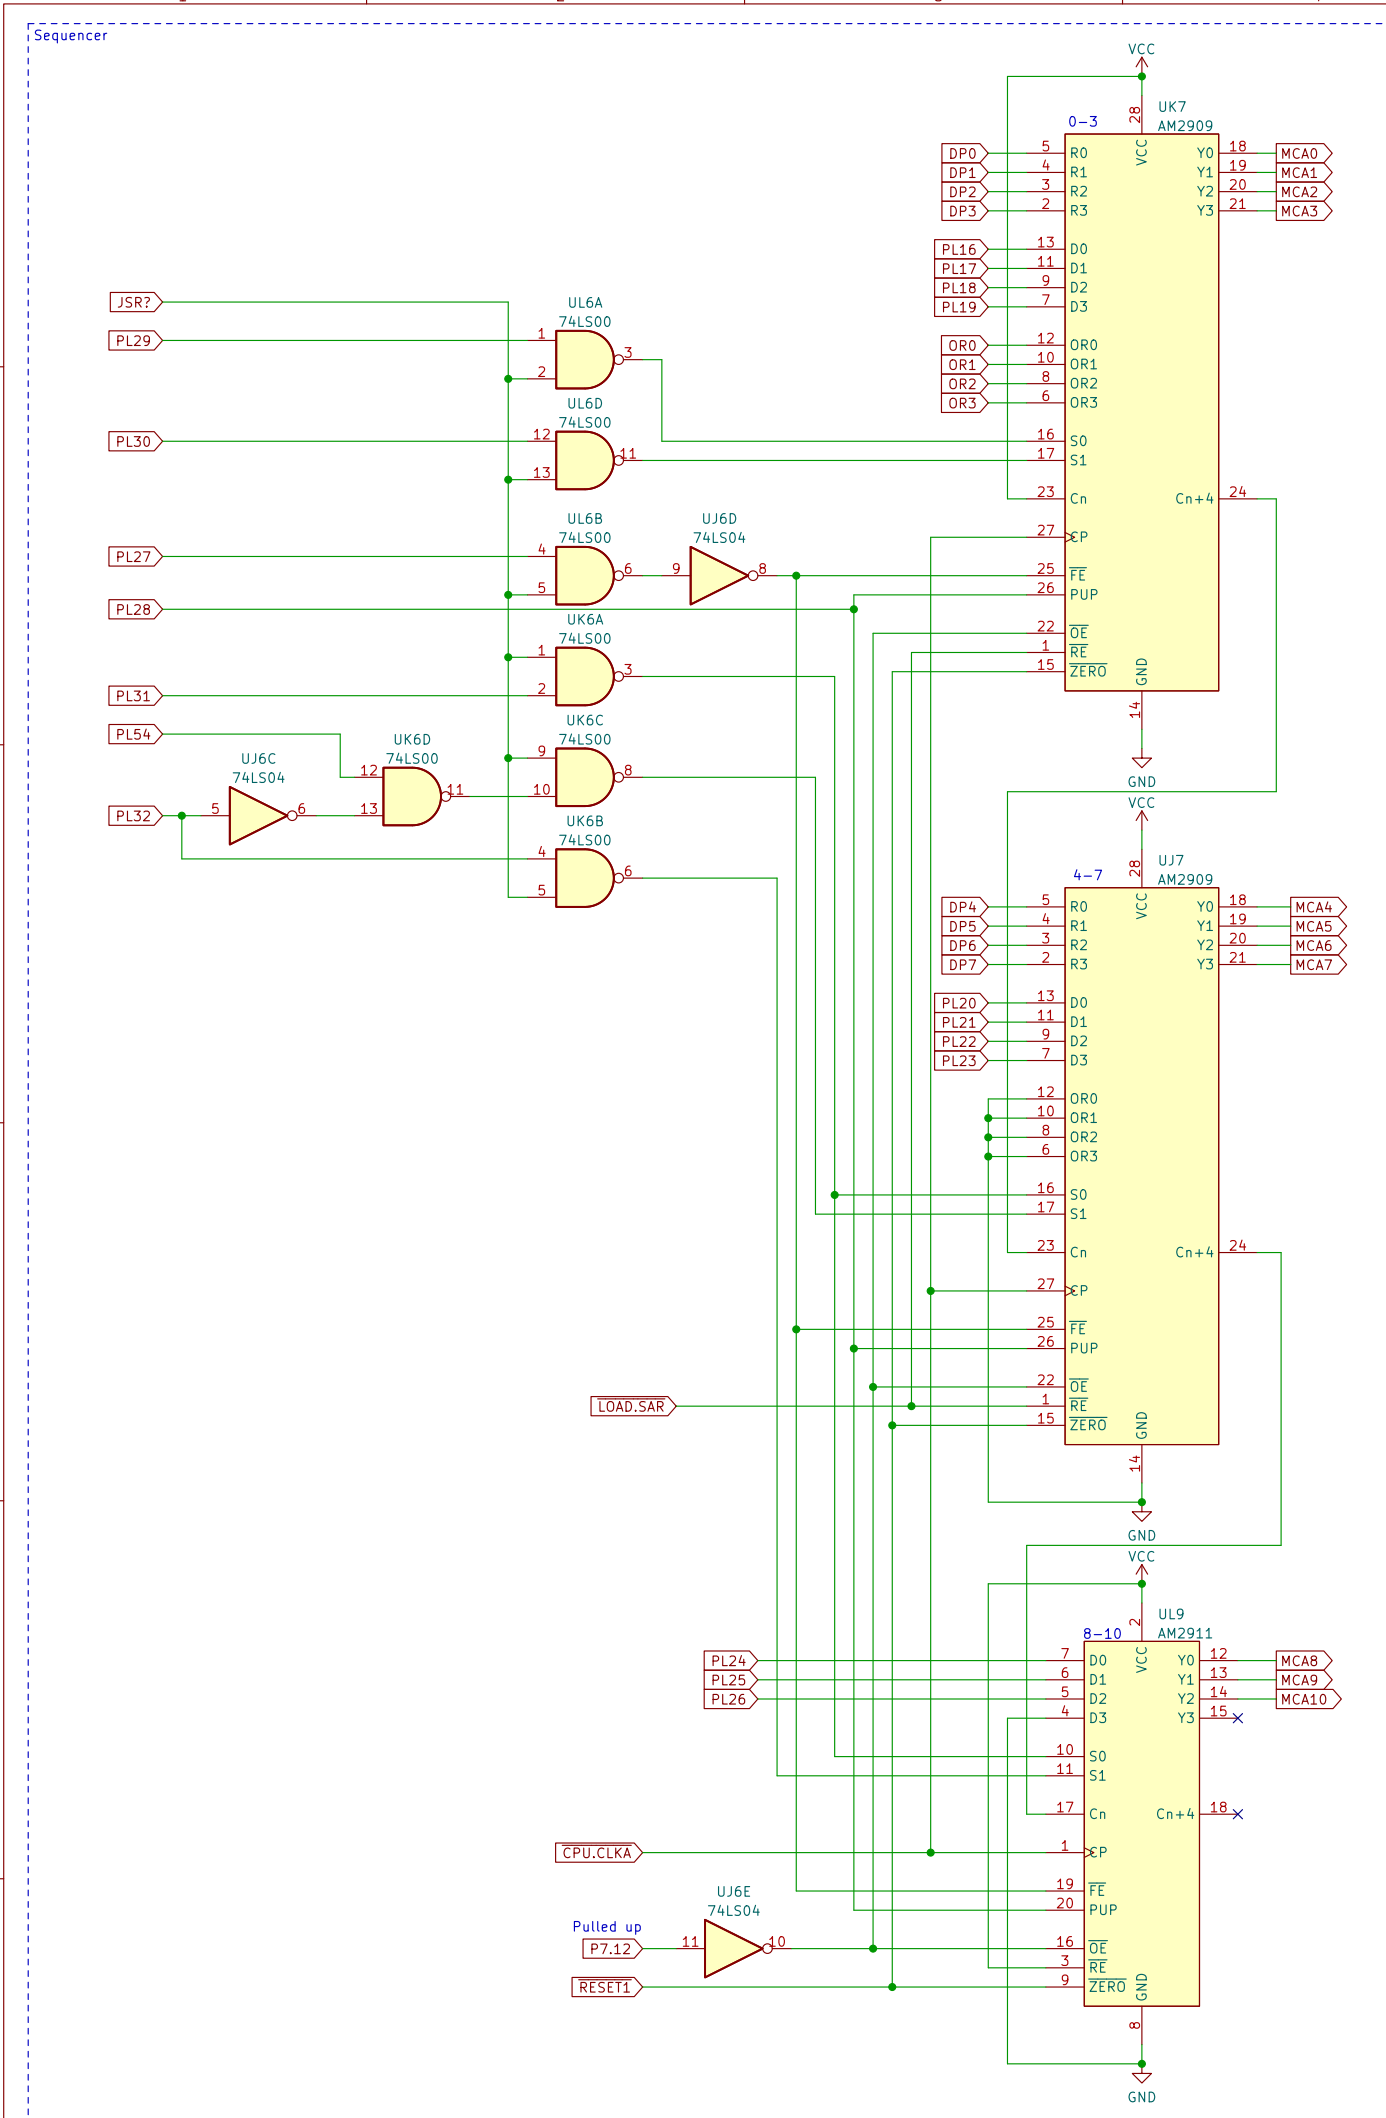 Sequencer
VCC
28
UK7
AM2909
0-3
VCC
DP0 5 R0 Y0 18 MCA0
DP1 4 R1 Y1 19 MCA1
DP2 3 R2 Y2 20 MCA2
DP3 2 R3 Y3 21 MCA3
PL16 13 D0
PL17 11 D1
PL18 9 D2
PL19 7 D3
JSR?
PL29
UL6A
74LS00
1
2
3
OR0 12 OR0
OR1 10 OR1
OR2 8 OR2
OR3 6 OR3
UL6D
74LS00
PL30 12
13
11
16 S0
17 S1
23 Cn Cn+4 24
UL6B
74LS00
UJ6D
74LS04
27 CP
PL27 4
5
6
9
8
25 FE
26 PUP
PL28
UK6A
74LS00
22 OE
1 RE
15 ZERO
GND
14
GND
1
PL31 2
3
PL54
UK6C
74LS00
9
10
8
UK6D
74LS00
12
13
11
UJ6C
74LS04
PL32 5
6
UK6B
74LS00
4
5
6
VCC
28
UJ7
AM2909
4-7
VCC
DP4 5 R0 Y0 18 MCA4
DP5 4 R1 Y1 19 MCA5
DP6 3 R2 Y2 20 MCA6
DP7 2 R3 Y3 21 MCA7
PL20 13 D0
PL21 11 D1
PL22 9 D2
PL23 7 D3
12 OR0
10 OR1
8 OR2
6 OR3
16 S0
17 S1
23 Cn Cn+4 24
27 CP
25 FE
26 PUP
22 OE
LOAD.SAR 1 RE
15 ZERO
GND
14
GND
VCC
2
UL9
AM2911
8-10
VCC
PL24 7 D0 Y0 12 MCA8
PL25 6 D1 Y1 13 MCA9
PL26 5 D2 Y2 14 MCA10
4 D3 Y3 15
10 S0
11 S1
17 Cn Cn+4 18
CPU.CLKA 1 CP
19 FE
20 PUP
UJ6E
74LS04
Pulled up
P7.12 11 10 16 OE
3 RE
RESET1 9 ZERO
GND
8
GND